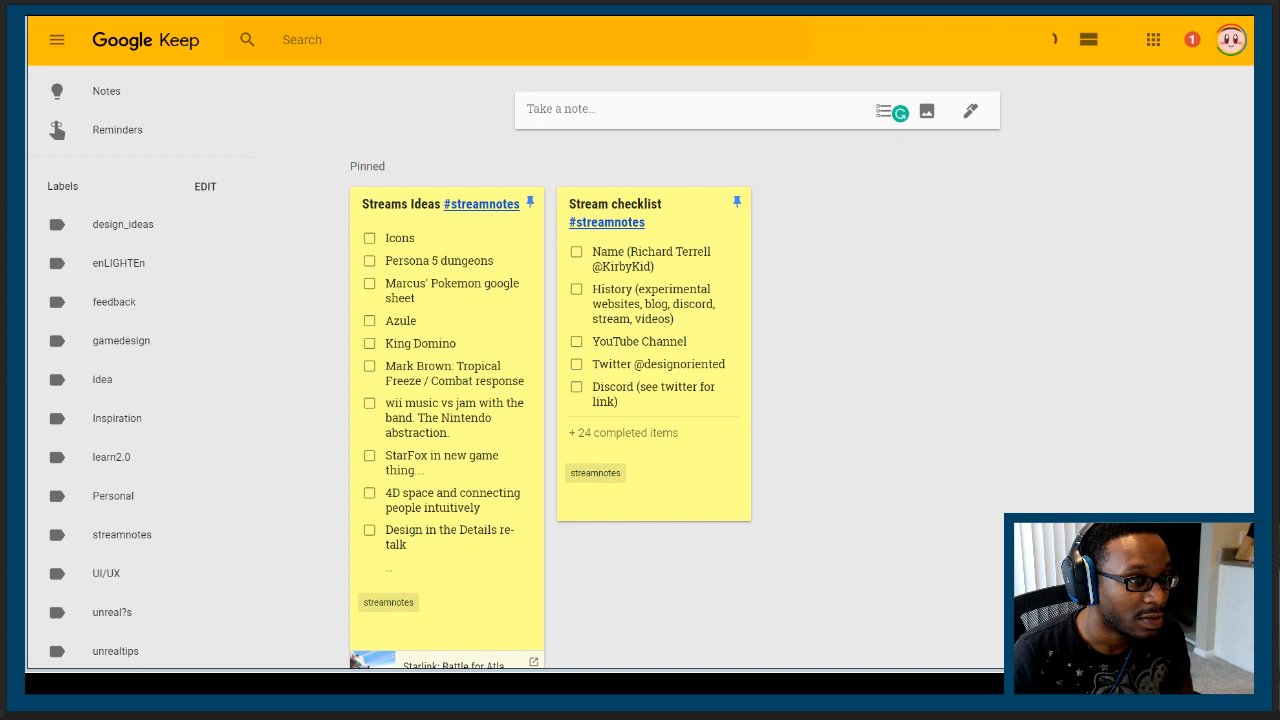 Google Keep
Search
1
Notes
Reminders
Labels
EDIT
design_ideas
enLIGHTEn
feedback
gamedesign
idea
Inspiration
learn2.0
Personal
streamnotes
UI/UX
unreal?s
unrealtips
Take a note...
Pinned
Streams Ideas #streamnotes
Icons
Persona 5 dungeons
Marcus' Pokemon google
sheet
Azule
King Domino
Mark Brown: Tropical
Freeze / Combat response
wii music vs jam with the
band. The Nintendo
abstraction.
StarFox in new game
thing....
4D space and connecting
people intuitively
Design in the Details re-
talk
...
streamnotes
Starlink: Battle for Atla
Stream checklist
#streamnotes
Name (Richard Terrell
@KirbyKid)
History (experimental
websites, blog, discord,
stream, videos)
YouTube Channel
Twitter @designoriented
Discord (see twitter for
link)
+ 24 completed items
streamnotes